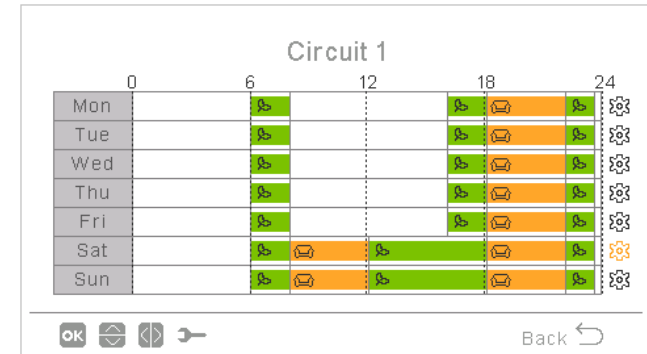 Circuit 1
0 6 12 18 24
Mon
Tue
Wed
Thu
Fri
Sat
Sun
OK Back